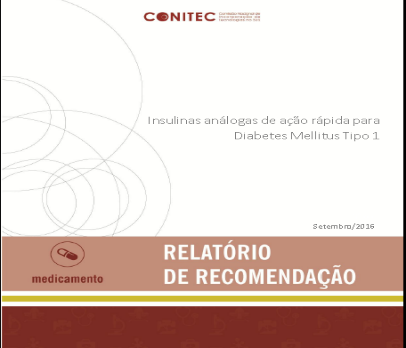 CONITEC
Insulinas análogas de ação rápida para
Diabetes Mellitus Tipo 1
Setembro/2016
medicamento
RELATÓRIO
DE RECOMENDAÇÃO